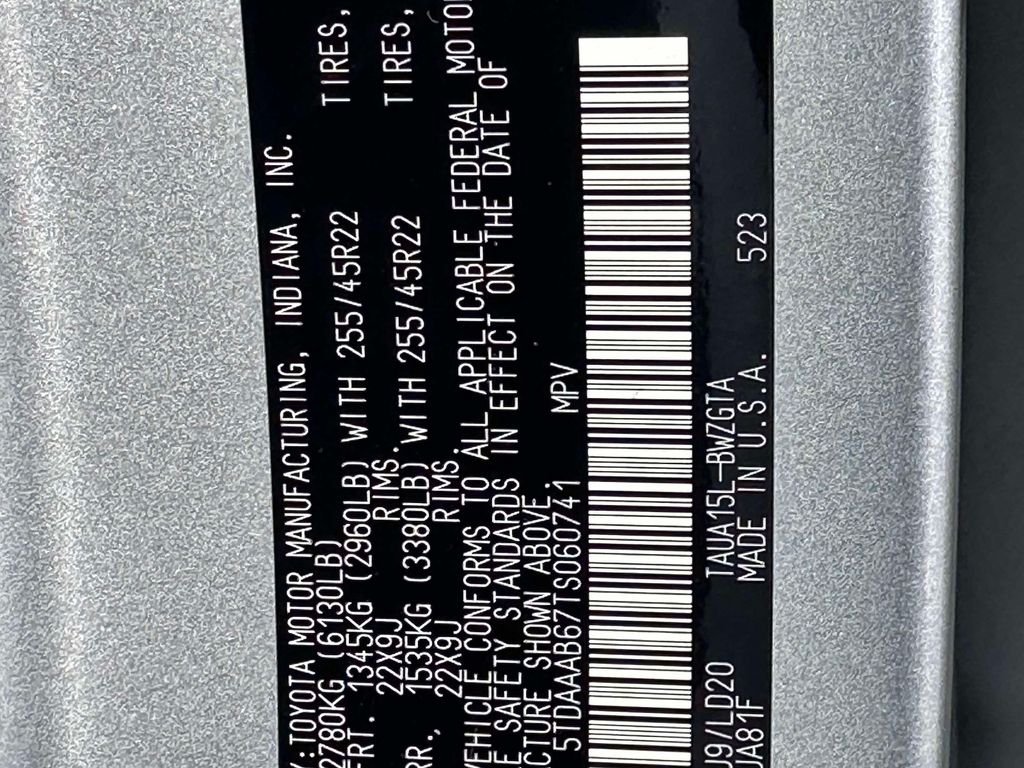 Y:TOYOTA MOTOR MANUFACTURING, INDIANA, INC.
2780KG (6130LB)
FRT. 1345KG (2960LB) WITH 255/45R22 TIRES,
22X9J RIMS.
RR. 1535KG (3380LB) WITH 255/45R22 TIRES,
22X9J RIMS.
VEHICLE CONFORMS TO ALL APPLICABLE FEDERAL MOTO
E SAFETY STANDARDS IN EFFECT ON THE DATE OF
CTURE SHOWN ABOVE.
5TDAAAB67TS060741 MPV
J9/LD20 TAUA15L-BWZGTA
UA81F MADE IN U.S.A. 523